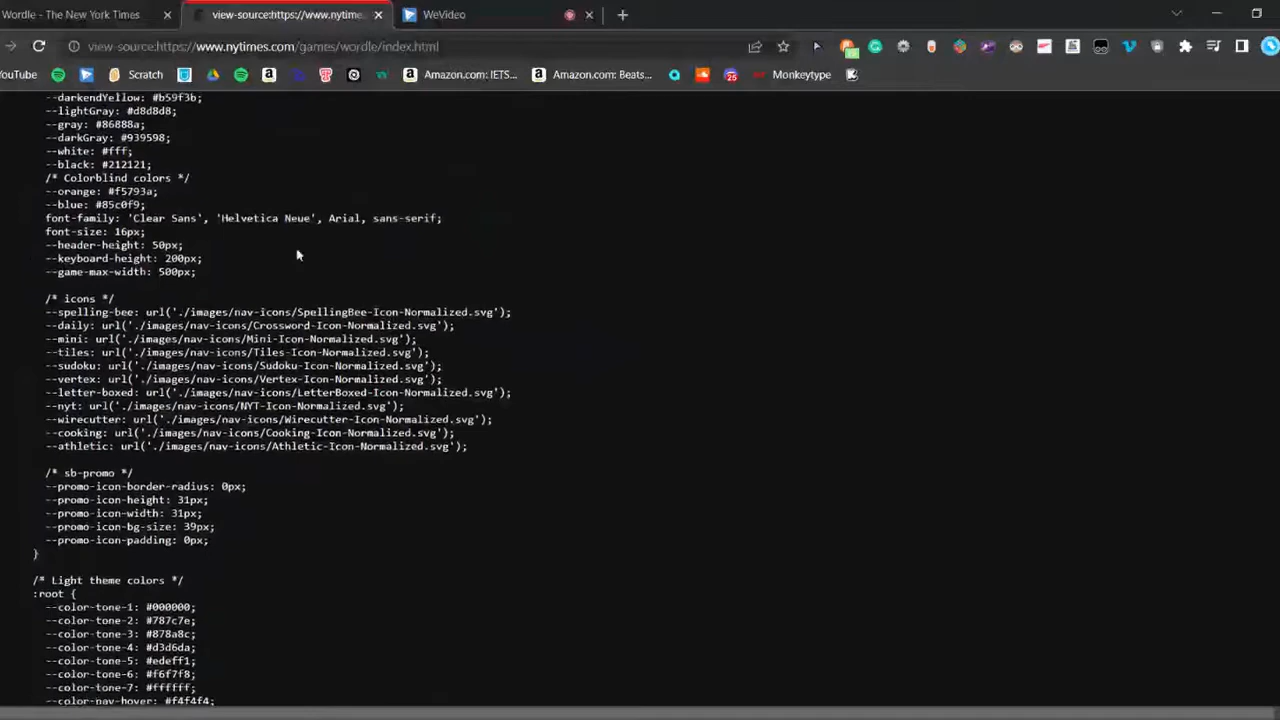 Wordle - The New York Times
view-source:https://www.nytime
WeVideo
view-source:https://www.nytimes.com/games/wordle/index.html
YouTube
Scratch
Amazon.com: IETS...
Amazon.com: Beats...
25
Monkeytype
--darkendYellow: #b59f3b;
--lightGray: #d8d8d8;
--gray: #86888a;
--darkGray: #939598;
--white: #fff;
--black: #212121;
/* Colorblind colors */
--orange: #f5793a;
--blue: #85c0f9;
font-family: 'Clear Sans', 'Helvetica Neue', Arial, sans-serif;
font-size: 16px;
--header-height: 50px;
--keyboard-height: 200px;
--game-max-width: 500px;
/* icons */
--spelling-bee: url('./images/nav-icons/SpellingBee-Icon-Normalized.svg');
--daily: url('./images/nav-icons/Crossword-Icon-Normalized.svg');
--mini: url('./images/nav-icons/Mini-Icon-Normalized.svg');
--tiles: url('./images/nav-icons/Tiles-Icon-Normalized.svg');
--sudoku: url('./images/nav-icons/Sudoku-Icon-Normalized.svg');
--vertex: url('./images/nav-icons/Vertex-Icon-Normalized.svg');
--letter-boxed: url('./images/nav-icons/LetterBoxed-Icon-Normalized.svg');
--nyt: url('./images/nav-icons/NYT-Icon-Normalized.svg');
--wirecutter: url('./images/nav-icons/Wirecutter-Icon-Normalized.svg');
--cooking: url('./images/nav-icons/Cooking-Icon-Normalized.svg');
--athletic: url('./images/nav-icons/Athletic-Icon-Normalized.svg');
/* sb-promo */
--promo-icon-border-radius: 0px;
--promo-icon-height: 31px;
--promo-icon-width: 31px;
--promo-icon-bg-size: 39px;
--promo-icon-padding: 0px;
}
/* Light theme colors */
:root {
--color-tone-1: #000000;
--color-tone-2: #787c7e;
--color-tone-3: #878a8c;
--color-tone-4: #d3d6da;
--color-tone-5: #edeff1;
--color-tone-6: #f6f7f8;
--color-tone-7: #ffffff;
--color-nav-hover: #f4f4f4;